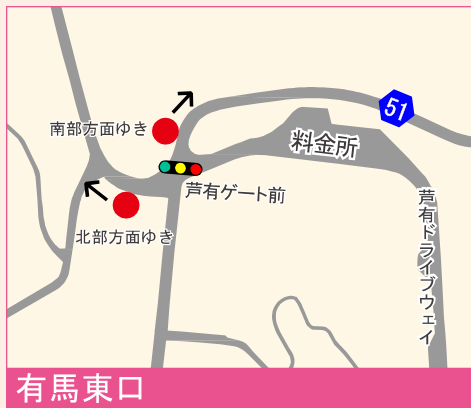 南部方面ゆき
51
料金所
芦有ゲート前
芦有ドライブウェイ
北部方面ゆき
有馬東口